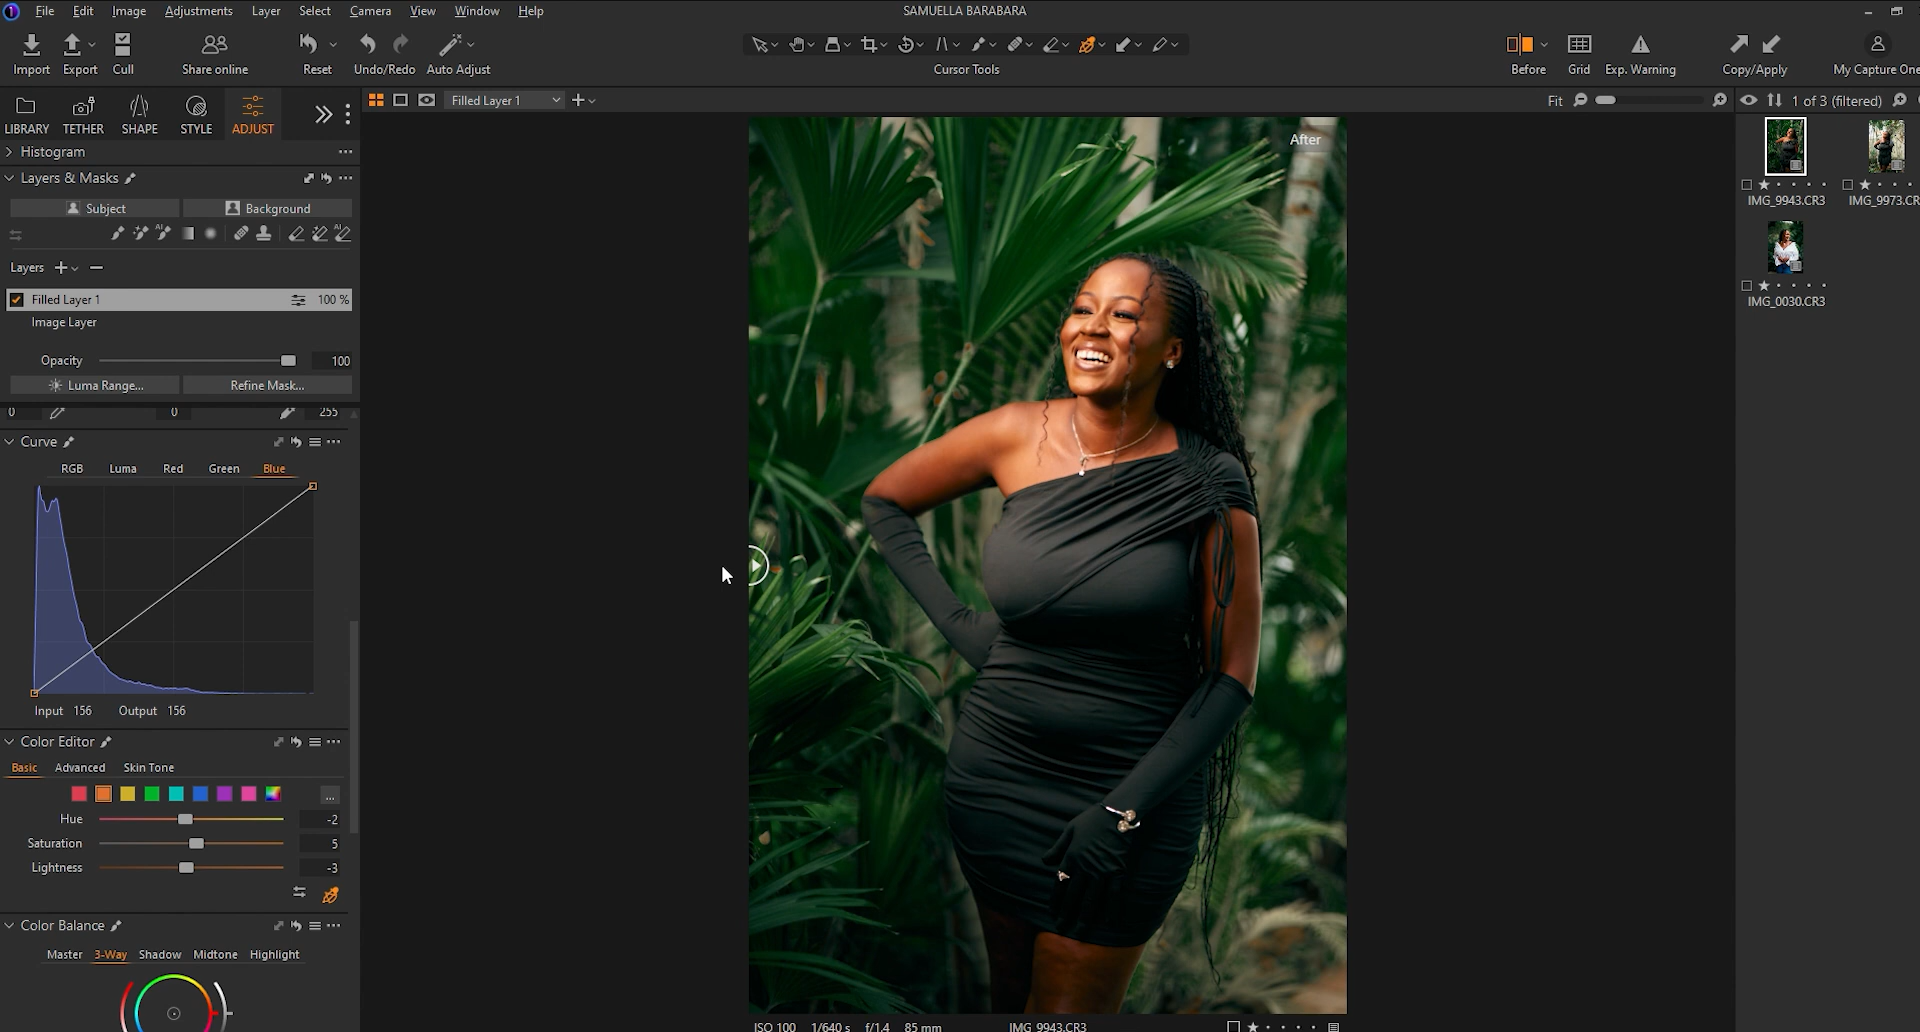 File Edit Image Adjustments Layer Select Camera View Window Help
SAMUELLA BARABARA
Import Export Cull Share online Reset Undo/Redo Auto Adjust
Cursor Tools
Before Grid Exp. Warning Copy/Apply My Capture One
LIBRARY TETHER SHAPE STYLE ADJUST
Filled Layer 1
Fit
1 of 3 (filtered)
Histogram
Layers & Masks
Subject Background
AI AI
Layers
Filled Layer 1 100 %
Image Layer
Opacity 100
Luma Range... Refine Mask...
0 0 255
Curve
RGB Luma Red Green Blue
Input 156 Output 156
Color Editor
Basic Advanced Skin Tone
...
Hue -2
Saturation 5
Lightness -3
Color Balance
Master 3-Way Shadow Midtone Highlight
After
ISO 100 1/640 s f/1.4 85 mm IMG_9943.CR3
IMG_9943.CR3 IMG_9973.CR
IMG_0030.CR3